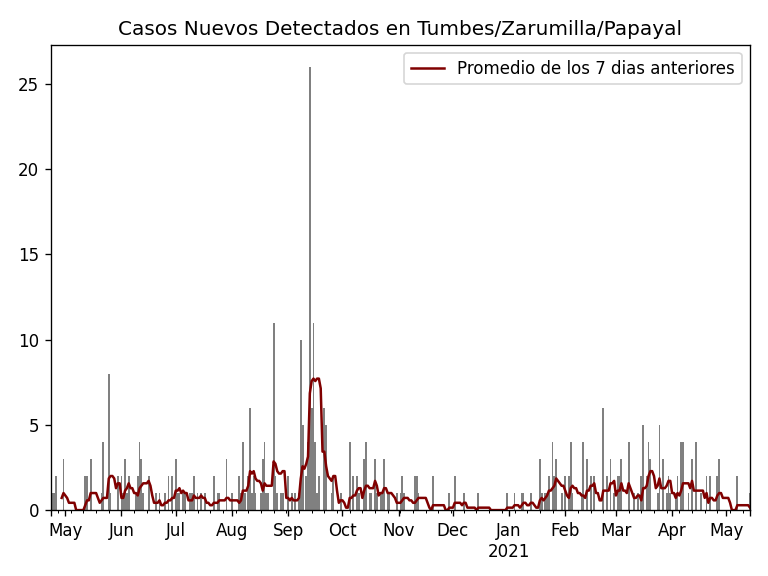 Casos Nuevos Detectados en Tumbes/Zarumilla/Papayal
Promedio de los 7 dias anteriores
25
20
15
10
5
0
May Jun Jul Aug Sep Oct Nov Dec Jan Feb Mar Apr May
2021